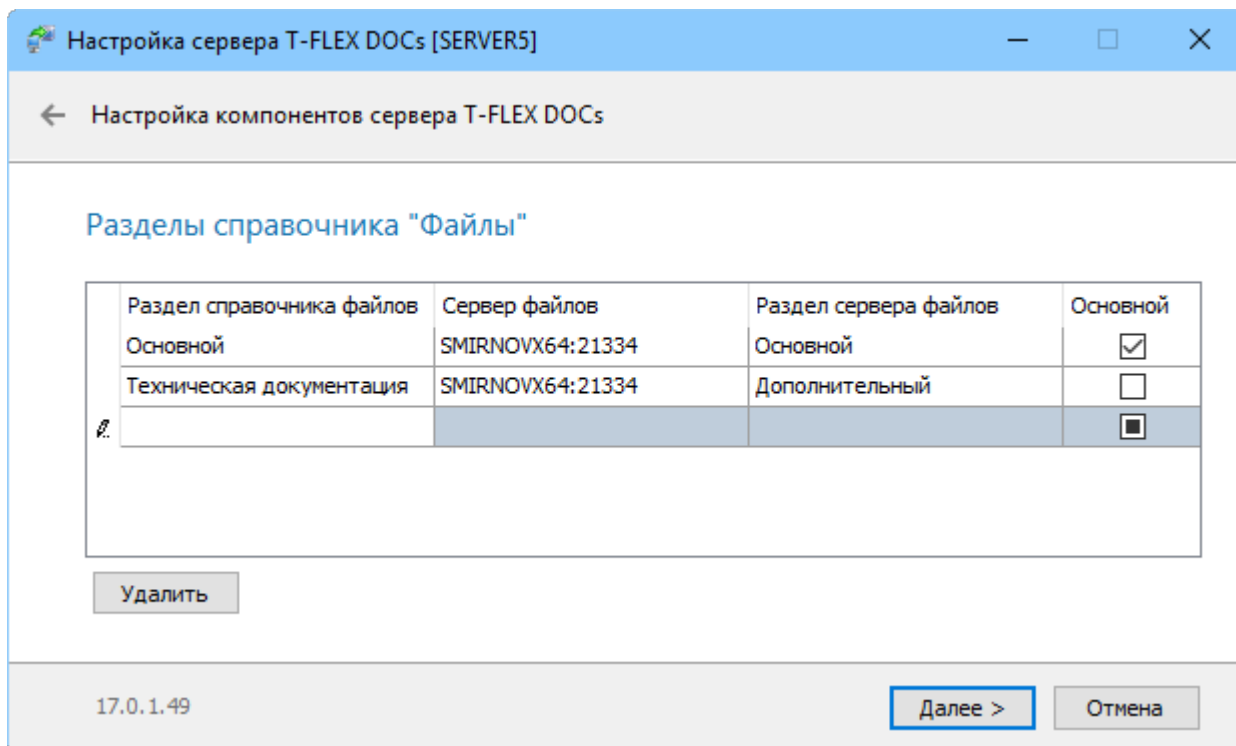 Настройка сервера T-FLEX DOCs [SERVER5]
Настройка компонентов сервера T-FLEX DOCs
Разделы справочника "Файлы"
Раздел справочника файлов Сервер файлов Раздел сервера файлов Основной
Основной SMIRNOVX64:21334 Основной
Техническая документация SMIRNOVX64:21334 Дополнительный
Удалить
17.0.1.49 Далее > Отмена